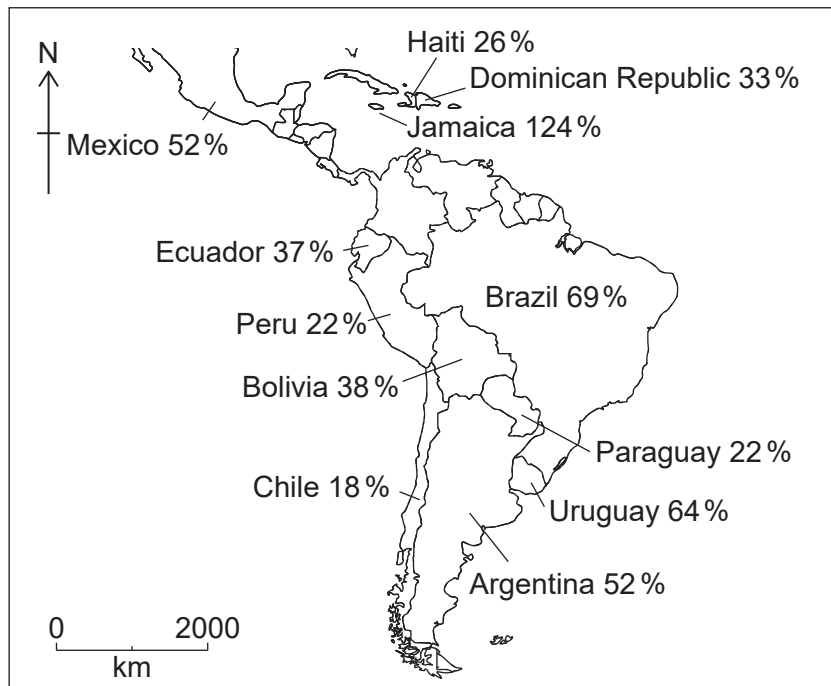 Haiti 26 %
N
Dominican Republic 33 %
Jamaica 124 %
Mexico 52 %
Ecuador 37 %
Brazil 69 %
Peru 22 %
Bolivia 38 %
Paraguay 22 %
Chile 18 %
Uruguay 64 %
Argentina 52 %
0 2000
km